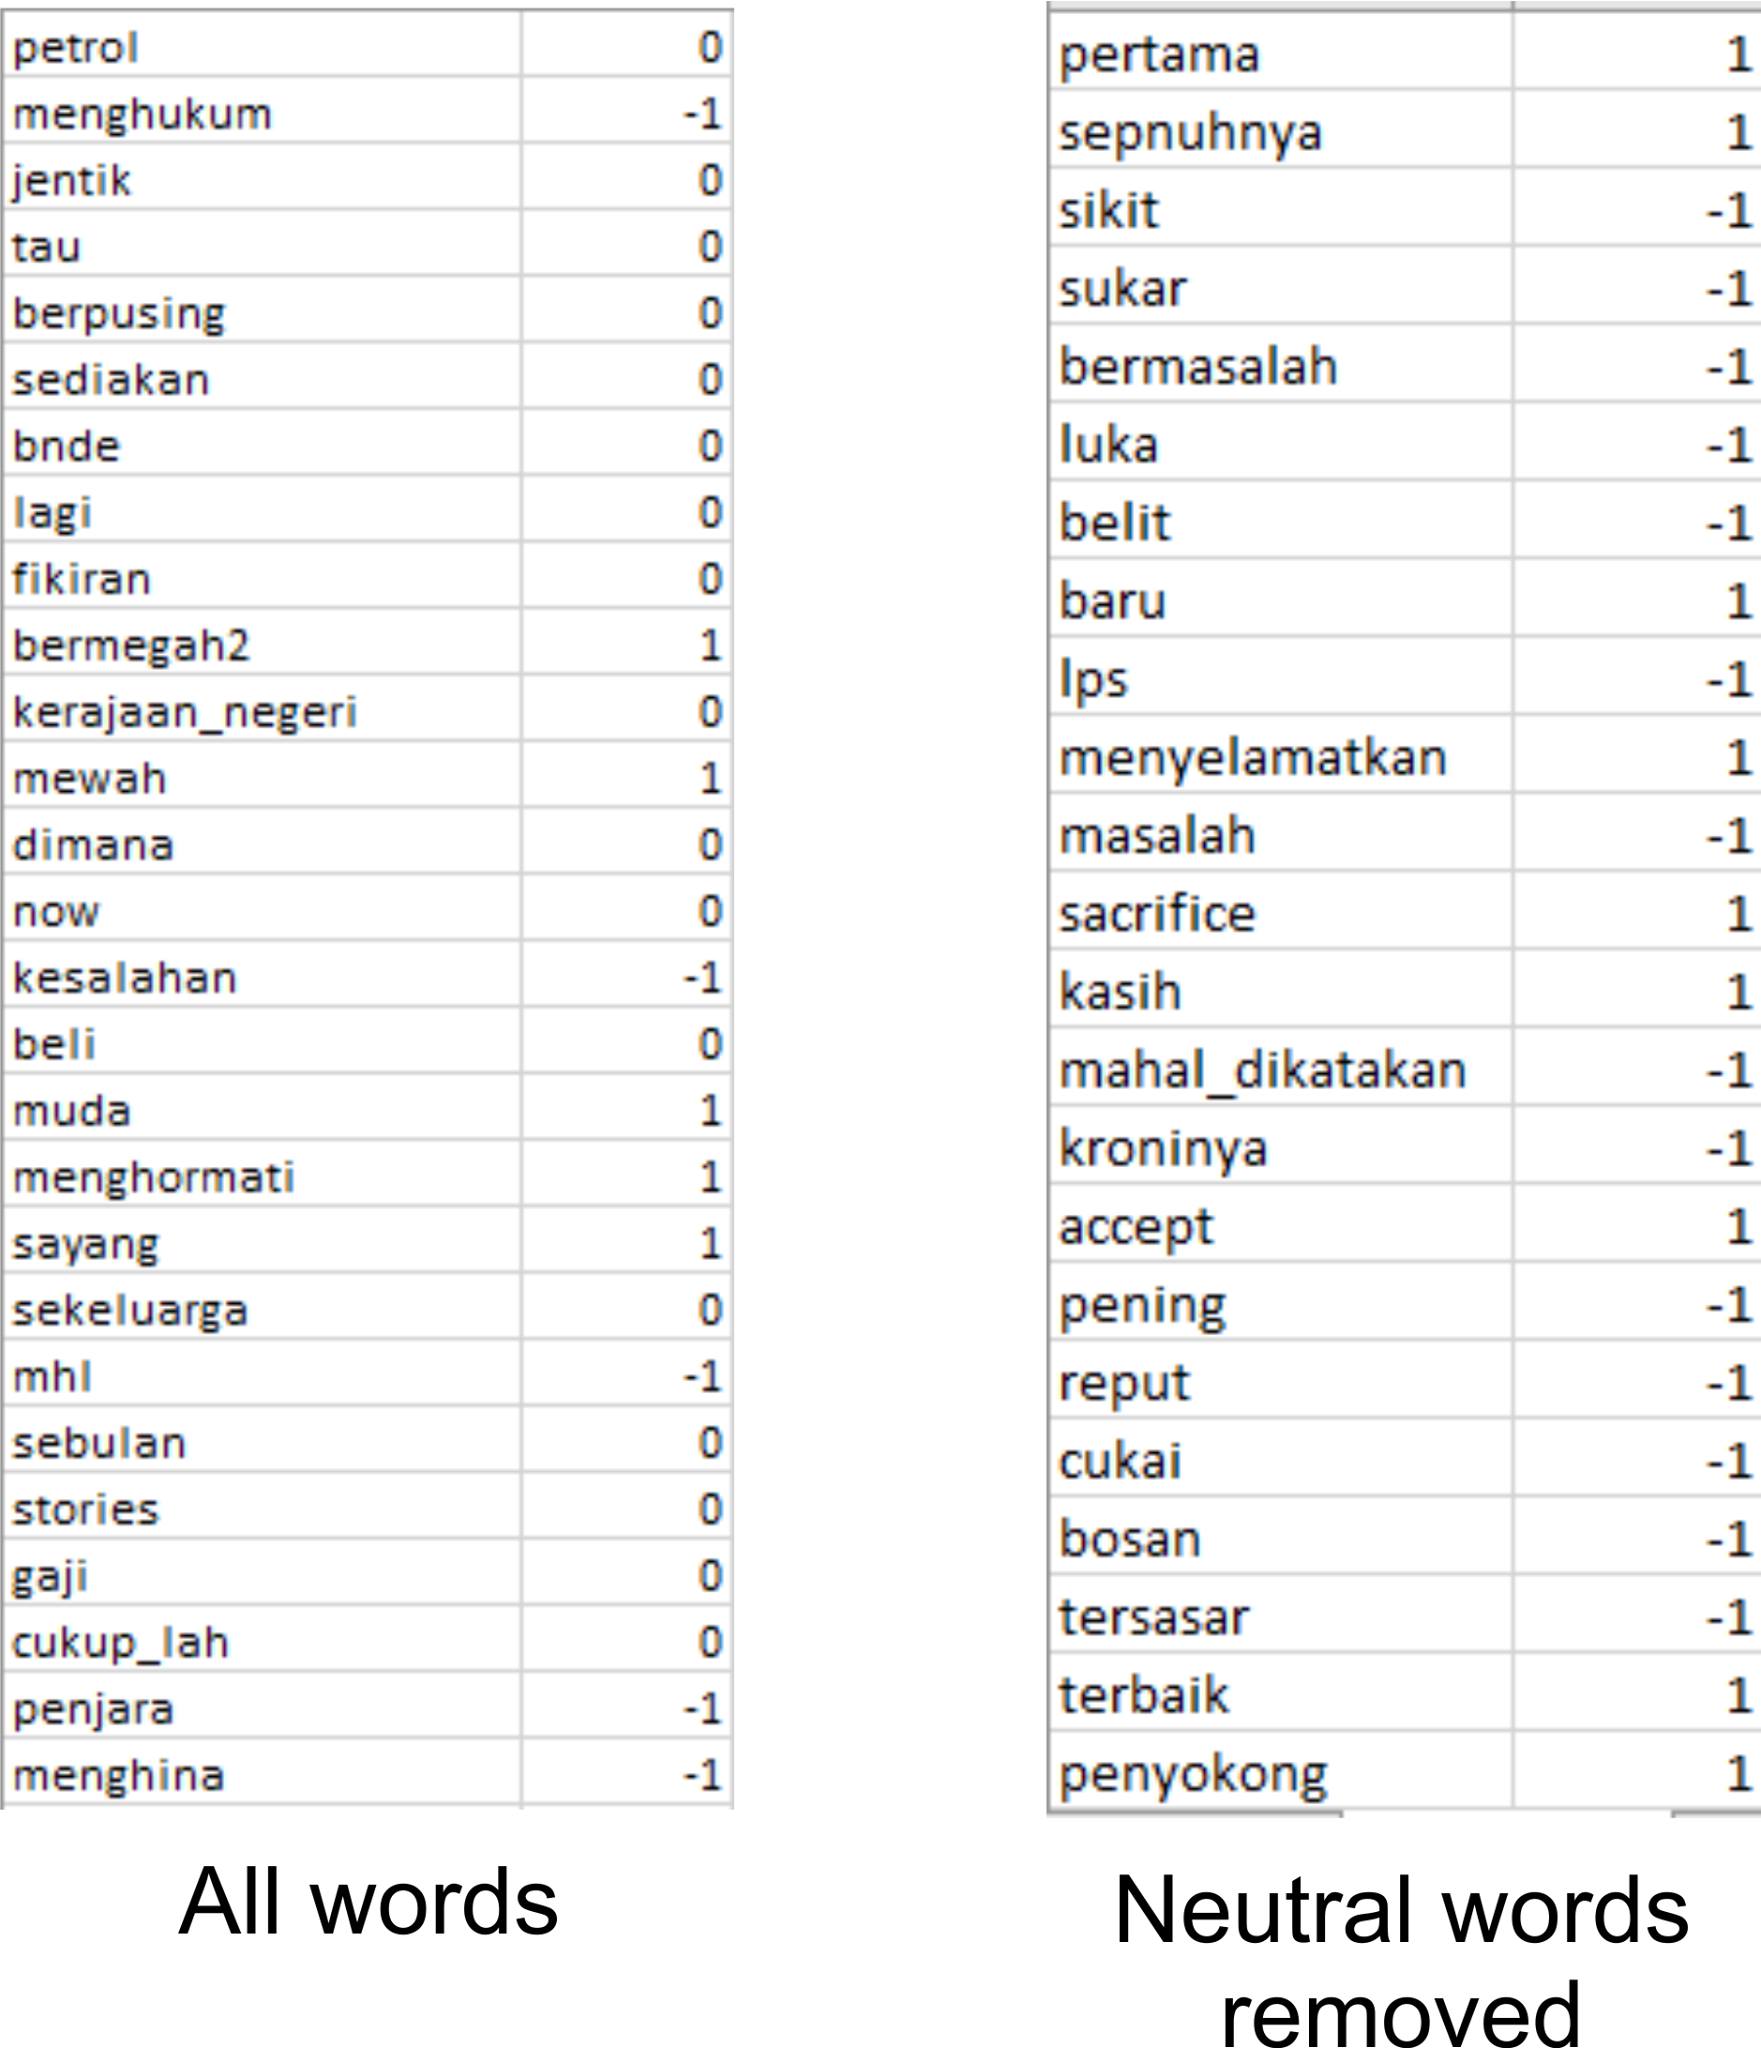 petrol 0
menghukum -1
jentik 0
tau 0
berpusing 0
sediakan 0
bnde 0
lagi 0
fikiran 0
bermegah2 1
kerajaan_negeri 0
mewah 1
dimana 0
now 0
kesalahan -1
beli 0
muda 1
menghormati 1
sayang 1
sekeluarga 0
mhl -1
sebulan 0
stories 0
gaji 0
cukup_lah 0
penjara -1
menghina -1
All words
pertama 1
sepnuhnya 1
sikit -1
sukar -1
bermasalah -1
luka -1
belit -1
baru 1
lps -1
menyelamatkan 1
masalah -1
sacrifice 1
kasih 1
mahal_dikatakan -1
kroninya -1
accept 1
pening -1
reput -1
cukai -1
bosan -1
tersasar -1
terbaik 1
penyokong 1
Neutral words
removed